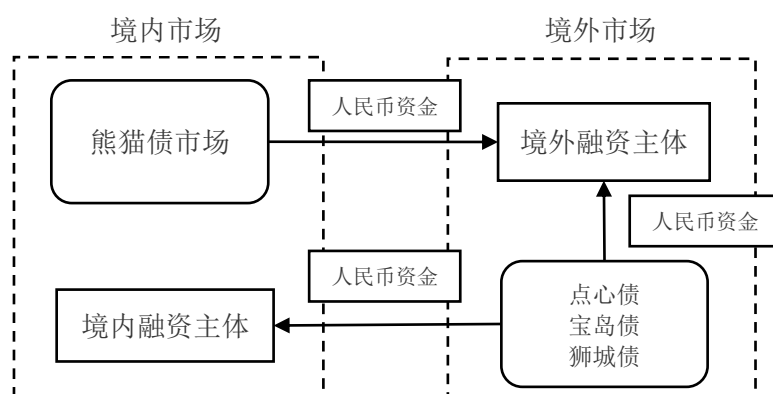 境内市场
境外市场
人民币资金
熊猫债市场
境外融资主体
人民币资金
人民币资金
境内融资主体
点心债
宝岛债
狮城债